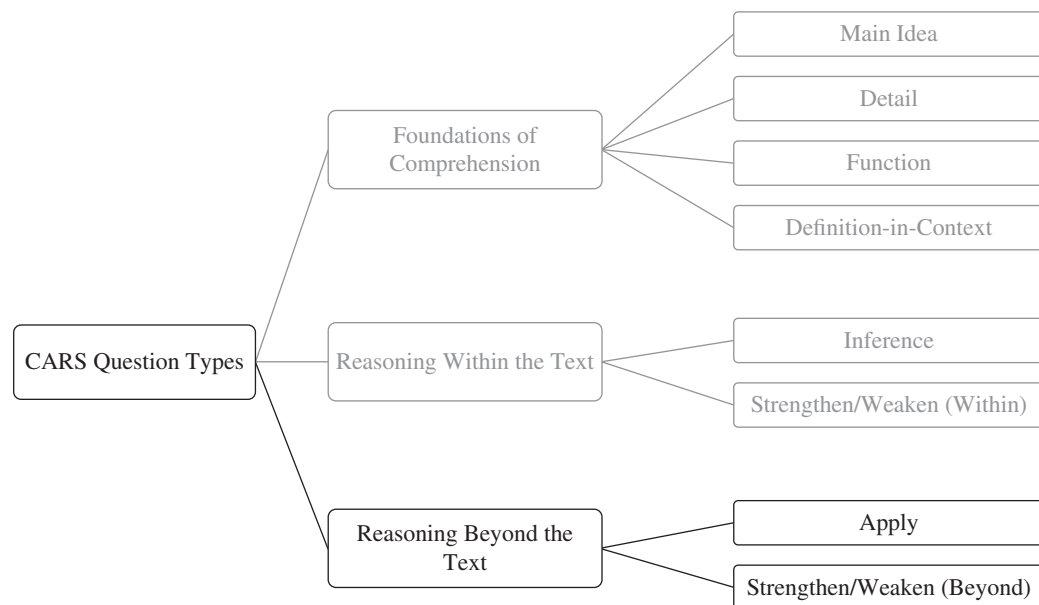 Main Idea
Detail
Foundations of
Comprehension
Function
Definition-in-Context
CARS Question Types
Reasoning Within the Text
Inference
Strengthen/Weaken (Within)
Reasoning Beyond the
Text
Apply
Strengthen/Weaken (Beyond)